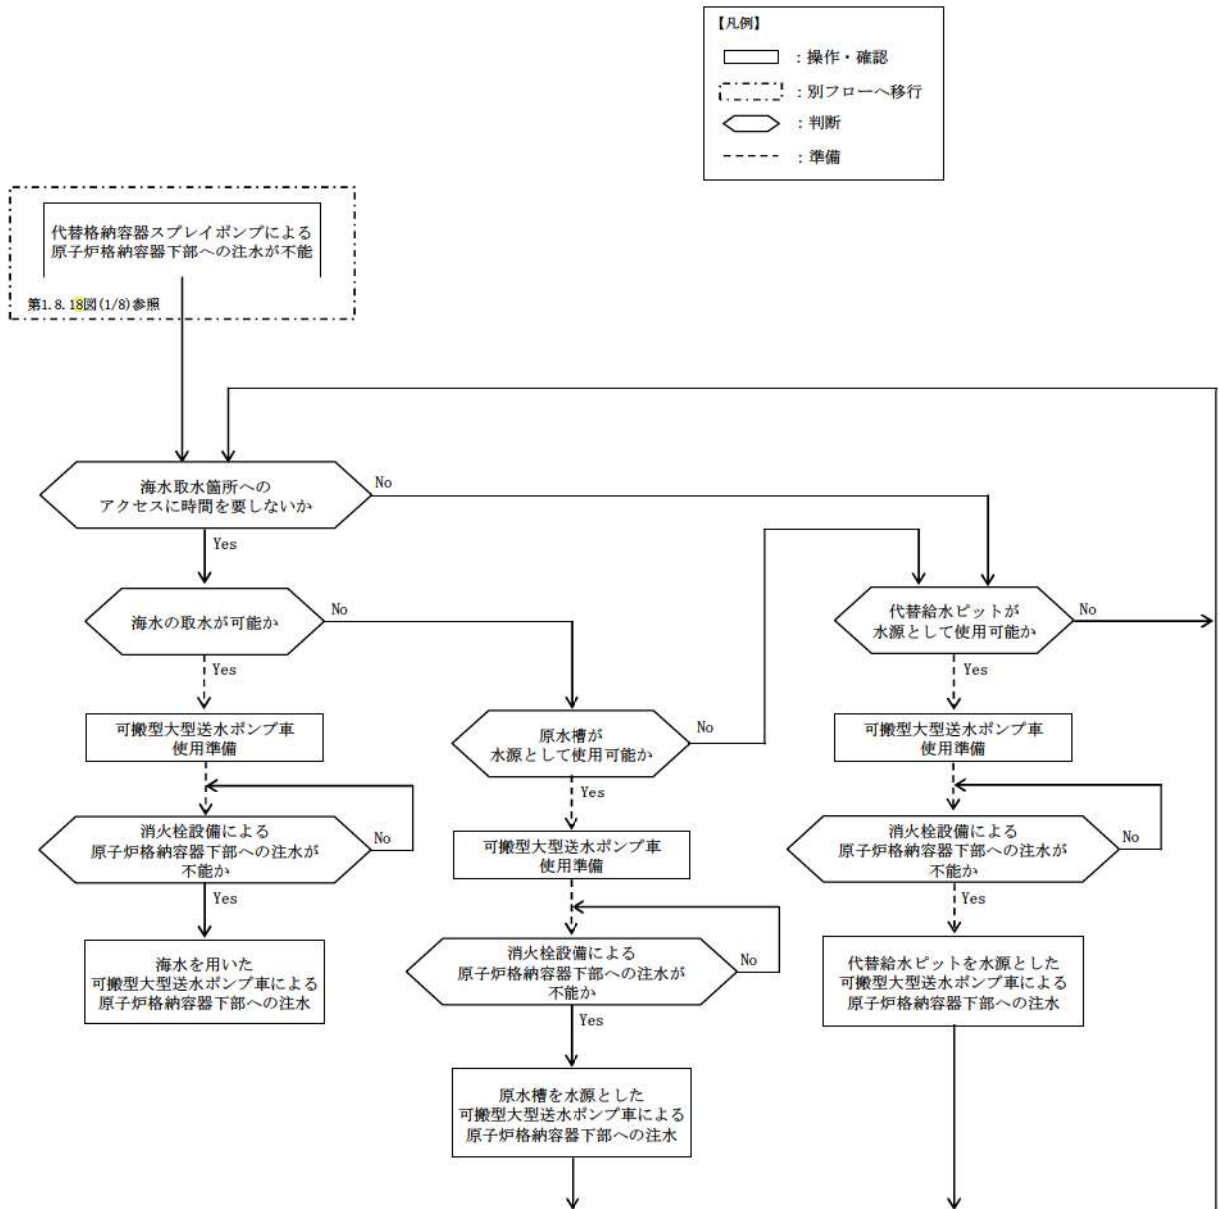 【凡例】
：操作・確認
：別フローへ移行
：判断
：準備
代替格納容器スプレイポンプによる
原子炉格納容器下部への注水が不能
第1.8.18図(1/8)参照
海水取水箇所への
アクセスに時間を要しないか
No
Yes
海水の取水が可能か
No
Yes
可搬型大型送水ポンプ車
使用準備
消火栓設備による
原子炉格納容器下部への注水が
不能か
No
Yes
海水を用いた
可搬型大型送水ポンプ車による
原子炉格納容器下部への注水
原水槽が
水源として使用可能か
No
Yes
可搬型大型送水ポンプ車
使用準備
消火栓設備による
原子炉格納容器下部への注水が
不能か
No
Yes
原水槽を水源とした
可搬型大型送水ポンプ車による
原子炉格納容器下部への注水
代替給水ピットが
水源として使用可能か
No
Yes
可搬型大型送水ポンプ車
使用準備
消火栓設備による
原子炉格納容器下部への注水が
不能か
No
Yes
代替給水ピットを水源とした
可搬型大型送水ポンプ車による
原子炉格納容器下部への注水